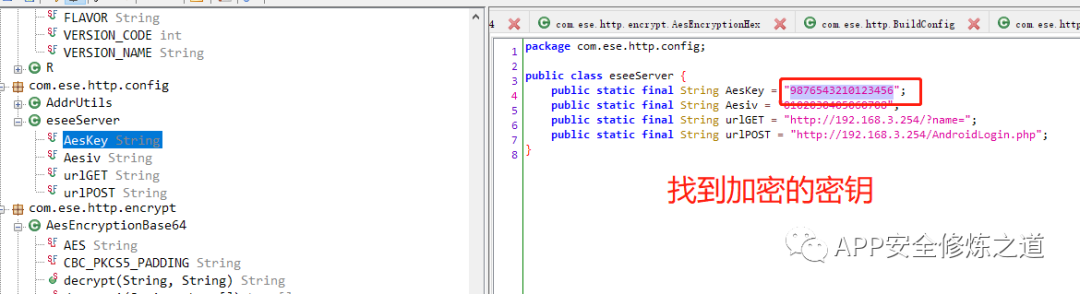 FLAVOR String
VERSION_CODE int
VERSION_NAME String
R
com.ese.http.config
AddrUtils
eseeServer
AesKey String
Aesiv String
urlGET String
urlPOST String
com.ese.http.encrypt
AesEncryptionBase64
AES String
CBC_PKCS5_PADDING String
decrypt(String, String) String
4
com.ese.http.encrypt.AesEncryptionHex
com.ese.http.BuildConfig
com.ese.http
1
package com.ese.http.config;
2
3
public class eseeServer {
4
public static final String AesKey = "9876543210123456";
5
public static final String Aesiv =
6
public static final String urlGET = "http://192.168.3.254/?name=";
7
public static final String urlPOST = "http://192.168.3.254/AndroidLogin.php";
8
}
找到加密的密钥
APP安全修炼之道